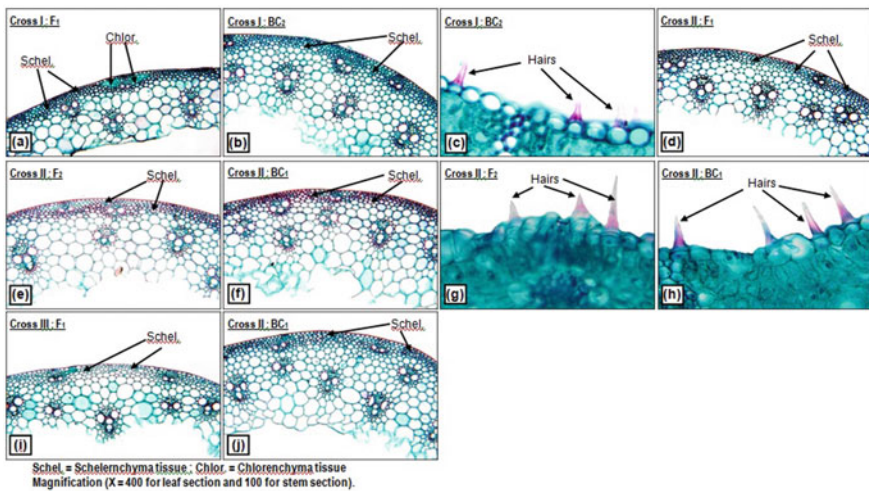 Cross I : F1
Chlor.
Schel.
(a)
Cross I : BC2
Schel.
(b)
Cross I : BC2
Hairs
(c)
Cross II : F1
Schel.
(d)
Cross II : F2
Schel.
(e)
Cross II : BC1
Schel.
Schel.
(f)
Cross II : F2
Hairs
(g)
Cross II : BC1
Hairs
(h)
Cross III : F1
Schel.
(i)
Cross II : BC1
Schel.
(j)
Schel. = Schelernchyma tissue ; Chlor. = Chlorenchyma tissue
Magnification (X = 400 for leaf section and 100 for stem section).